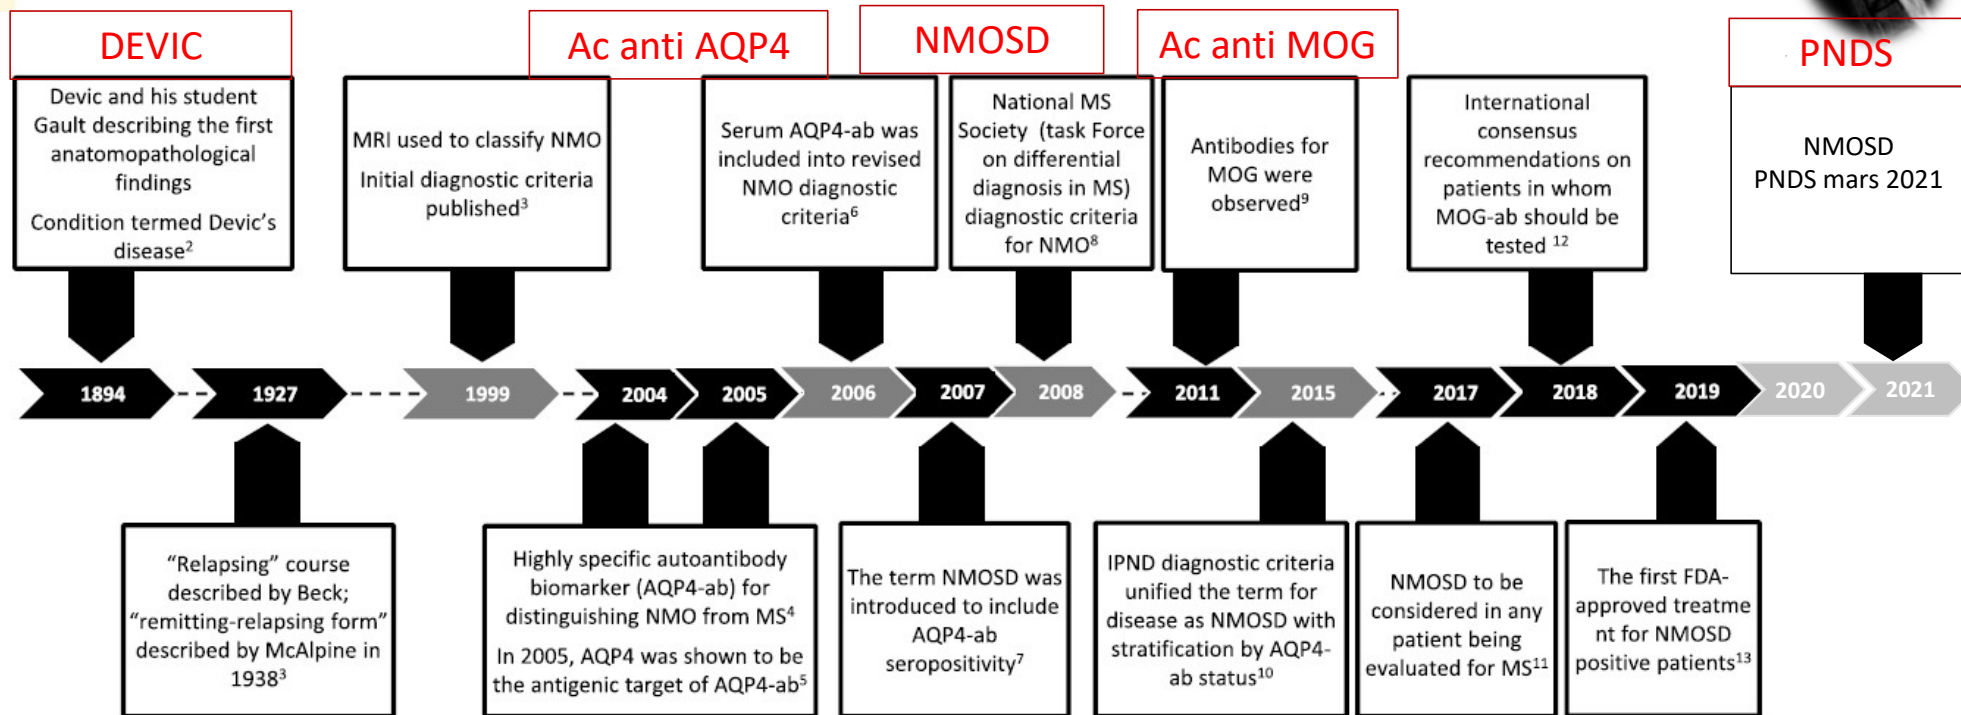 DEVIC
Ac anti AQP4
NMOSD
Ac anti MOG
PNDS
Devic and his student
Gault describing the first
anatomopathological
findings
Condition termed Devic's
disease²
MRI used to classify NMO
Initial diagnostic criteria
published³
Serum AQP4-ab was
included into revised
NMO diagnostic
criteria⁶
National MS
Society (task Force
on differential
diagnosis in MS)
diagnostic criteria
for NMO⁸
Antibodies for
MOG were
observed⁹
International
consensus
recommendations on
patients in whom
MOG-ab should be
tested ¹²
NMOSD
PNDS mars 2021
1894
1927
1999
2004
2005
2006
2007
2008
2011
2015
2017
2018
2019
2020
2021
"Relapsing" course
described by Beck;
"remitting-relapsing form"
described by McAlpine in
1938³
Highly specific autoantibody
biomarker (AQP4-ab) for
distinguishing NMO from MS⁴
In 2005, AQP4 was shown to be
the antigenic target of AQP4-ab⁵
The term NMOSD was
introduced to include
AQP4-ab
seropositivity⁷
IPND diagnostic criteria
unified the term for
disease as NMOSD with
stratification by AQP4-
ab status¹⁰
NMOSD to be
considered in any
patient being
evaluated for MS¹¹
The first FDA-
approved treatme
nt for NMOSD
positive patients¹³